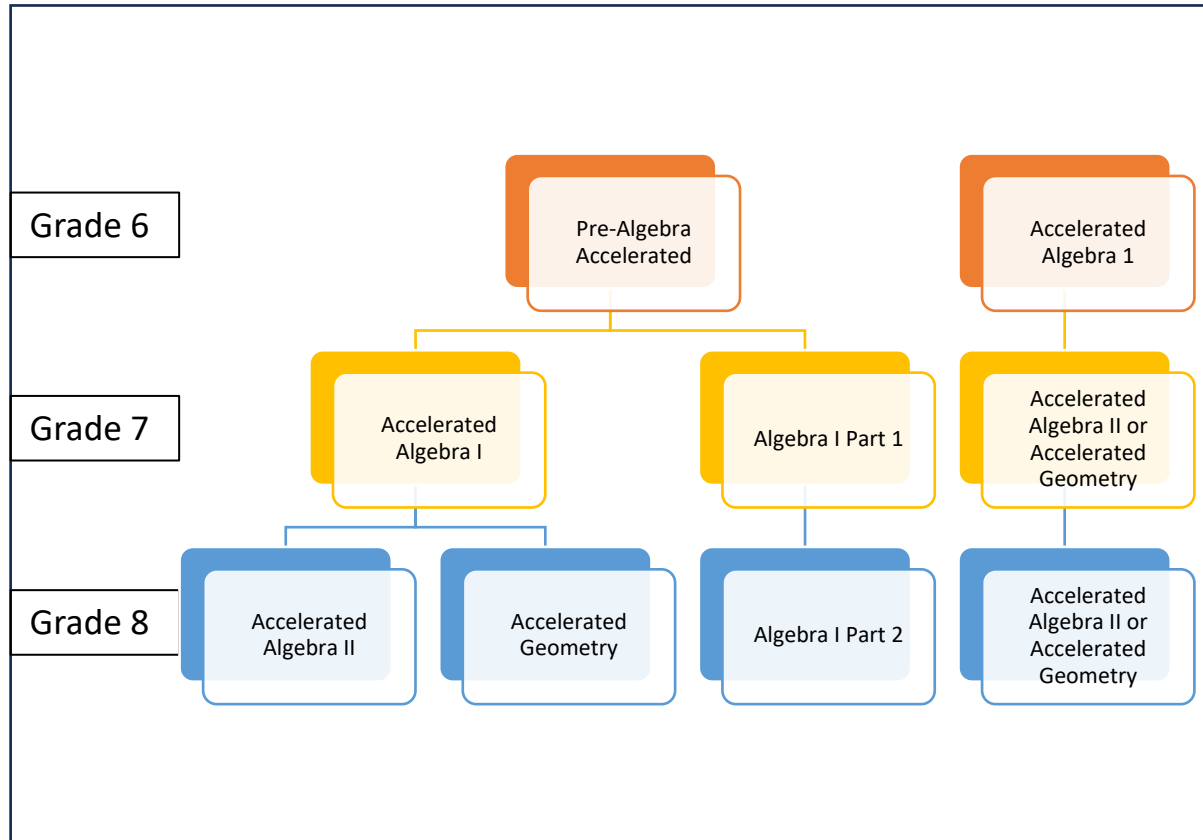 Grade 6
Pre-Algebra
Accelerated
Accelerated
Algebra 1
Grade 7
Accelerated
Algebra I
Algebra I Part 1
Accelerated
Algebra II or
Accelerated
Geometry
Grade 8
Accelerated
Algebra II
Accelerated
Geometry
Algebra I Part 2
Accelerated
Algebra II or
Accelerated
Geometry